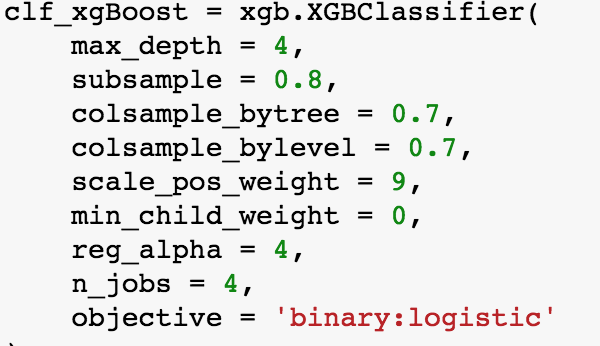 clf_xgBoost = xgb.XGBClassifier(
    max_depth = 4,
    subsample = 0.8,
    colsample_bytree = 0.7,
    colsample_bylevel = 0.7,
    scale_pos_weight = 9,
    min_child_weight = 0,
    reg_alpha = 4,
    n_jobs = 4,
    objective = 'binary:logistic'